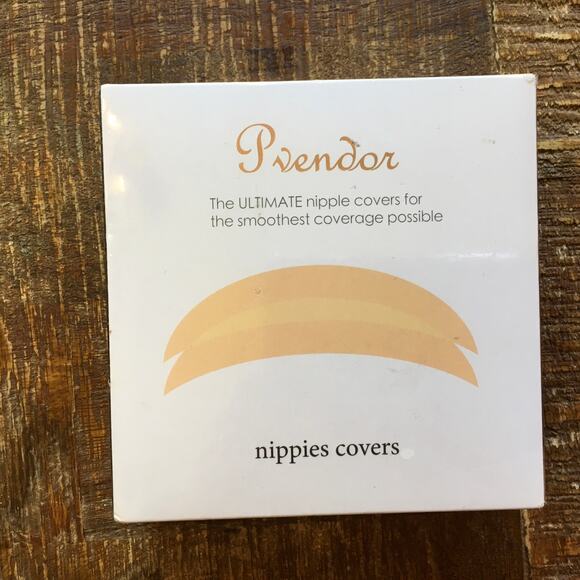 Pvendor
The ULTIMATE nipple covers for
the smoothest coverage possible
nippies covers